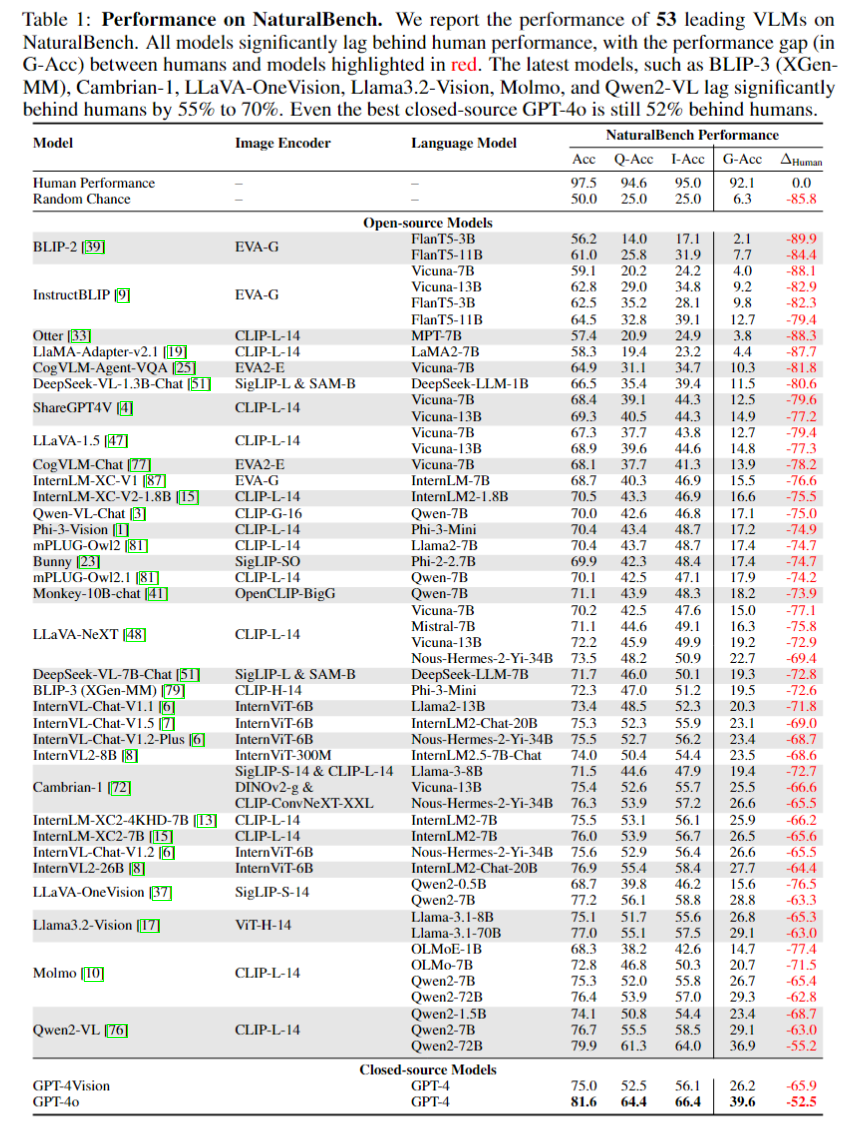 Table 1: Performance on NaturalBench. We report the performance of 53 leading VLMs on
NaturalBench. All models significantly lag behind human performance, with the performance gap (in
G-Acc) between humans and models highlighted in red. The latest models, such as BLIP-3 (XGen-
MM), Cambrian-1, LLaVA-OneVision, Llama3.2-Vision, Molmo, and Qwen2-VL lag significantly
behind humans by 55% to 70%. Even the best closed-source GPT-4o is still 52% behind humans.
Model Image Encoder Language Model NaturalBench Performance
Acc Q-Acc I-Acc G-Acc Δ Human
Human Performance – – 97.5 94.6 95.0 92.1 0.0
Random Chance – – 50.0 25.0 25.0 6.3 -85.8
Open-source Models
BLIP-2 [39] EVA-G FlanT5-3B 56.2 14.0 17.1 2.1 -89.9
FlanT5-11B 61.0 25.8 31.9 7.7 -84.4
InstructBLIP [9] EVA-G Vicuna-7B 59.1 20.2 24.2 4.0 -88.1
Vicuna-13B 62.8 29.0 34.8 9.2 -82.9
FlanT5-3B 62.5 35.2 28.1 9.8 -82.3
FlanT5-11B 64.5 32.8 39.1 12.7 -79.4
Otter [33] CLIP-L-14 MPT-7B 57.4 20.9 24.9 3.8 -88.3
LlaMA-Adapter-v2.1 [19] CLIP-L-14 LaMA2-7B 58.3 19.4 23.2 4.4 -87.7
CogVLM-Agent-VQA [25] EVA2-E Vicuna-7B 64.9 31.1 34.7 10.3 -81.8
DeepSeek-VL-1.3B-Chat [51] SigLIP-L & SAM-B DeepSeek-LLM-1B 66.5 35.4 39.4 11.5 -80.6
ShareGPT4V [4] CLIP-L-14 Vicuna-7B 68.4 39.1 44.3 12.5 -79.6
Vicuna-13B 69.3 40.5 44.3 14.9 -77.2
LLaVA-1.5 [47] CLIP-L-14 Vicuna-7B 67.3 37.7 43.8 12.7 -79.4
Vicuna-13B 68.9 39.6 44.6 14.8 -77.3
CogVLM-Chat [77] EVA2-E Vicuna-7B 68.1 37.7 41.3 13.9 -78.2
InternLM-XC-V1 [87] EVA-G InternLM-7B 68.7 40.3 46.9 15.5 -76.6
InternLM-XC-V2-1.8B [15] CLIP-L-14 InternLM2-1.8B 70.5 43.3 46.9 16.6 -75.5
Qwen-VL-Chat [3] CLIP-G-16 Qwen-7B 70.0 42.6 46.8 17.1 -75.0
Phi-3-Vision [1] CLIP-L-14 Phi-3-Mini 70.4 43.4 48.7 17.2 -74.9
mPLUG-Owl2 [81] CLIP-L-14 Llama2-7B 70.4 43.7 48.7 17.4 -74.7
Bunny [23] SigLIP-SO Phi-2-2.7B 69.9 42.3 48.4 17.4 -74.7
mPLUG-Owl2.1 [81] CLIP-L-14 Qwen-7B 70.1 42.5 47.1 17.9 -74.2
Monkey-10B-chat [41] OpenCLIP-BigG Qwen-7B 71.1 43.9 48.3 18.2 -73.9
LLaVA-NeXT [48] CLIP-L-14 Vicuna-7B 70.2 42.5 47.6 15.0 -77.1
Mistral-7B 71.1 44.6 49.1 16.3 -75.8
Vicuna-13B 72.2 45.9 49.9 19.2 -72.9
Nous-Hermes-2-Yi-34B 73.5 48.2 50.9 22.7 -69.4
DeepSeek-VL-7B-Chat [51] SigLIP-L & SAM-B DeepSeek-LLM-7B 71.7 46.0 50.1 19.3 -72.8
BLIP-3 (XGen-MM) [79] CLIP-H-14 Phi-3-Mini 72.3 47.0 51.2 19.5 -72.6
InternVL-Chat-V1.1 [6] InternViT-6B Llama2-13B 73.4 48.5 52.3 20.3 -71.8
InternVL-Chat-V1.5 [7] InternViT-6B InternLM2-Chat-20B 75.3 52.3 55.9 23.1 -69.0
InternVL-Chat-V1.2-Plus [6] InternViT-6B Nous-Hermes-2-Yi-34B 75.5 52.7 56.2 23.4 -68.7
InternVL2-8B [8] InternViT-300M InternLM2.5-7B-Chat 74.0 50.4 54.4 23.5 -68.6
Cambrian-1 [72] SigLIP-S-14 & CLIP-L-14 Llama-3-8B 71.5 44.6 47.9 19.4 -72.7
DINOv2-g & Vicuna-13B 75.4 52.6 55.7 25.5 -66.6
CLIP-ConvNeXT-XXL Nous-Hermes-2-Yi-34B 76.3 53.9 57.2 26.6 -65.5
InternLM-XC2-4KHD-7B [13] CLIP-L-14 InternLM2-7B 75.5 53.1 56.1 25.9 -66.2
InternLM-XC2-7B [15] CLIP-L-14 InternLM2-7B 76.0 53.9 56.7 26.5 -65.6
InternVL-Chat-V1.2 [6] InternViT-6B Nous-Hermes-2-Yi-34B 75.6 52.9 56.4 26.6 -65.5
InternVL2-26B [8] InternViT-6B InternLM2-Chat-20B 76.9 55.4 58.4 27.7 -64.4
LLaVA-OneVision [37] SigLIP-S-14 Qwen2-0.5B 68.7 39.8 46.2 15.6 -76.5
Qwen2-7B 77.2 56.1 58.8 28.8 -63.3
Llama3.2-Vision [17] ViT-H-14 Llama-3.1-8B 75.1 51.7 55.6 26.8 -65.3
Llama-3.1-70B 77.0 55.1 57.5 29.1 -63.0
Molmo [10] CLIP-L-14 OLMoE-1B 68.3 38.2 42.6 14.7 -77.4
OLMo-7B 72.8 46.8 50.3 20.7 -71.5
Qwen2-7B 75.3 52.0 55.8 26.7 -65.4
Qwen2-72B 76.4 53.9 57.0 29.3 -62.8
Qwen2-VL [76] CLIP-L-14 Qwen2-1.5B 74.1 50.8 54.4 23.4 -68.7
Qwen2-7B 76.7 55.5 58.5 29.1 -63.0
Qwen2-72B 79.9 61.3 64.0 36.9 -55.2
Closed-source Models
GPT-4Vision GPT-4 75.0 52.5 56.1 26.2 -65.9
GPT-4o GPT-4 81.6 64.4 66.4 39.6 -52.5